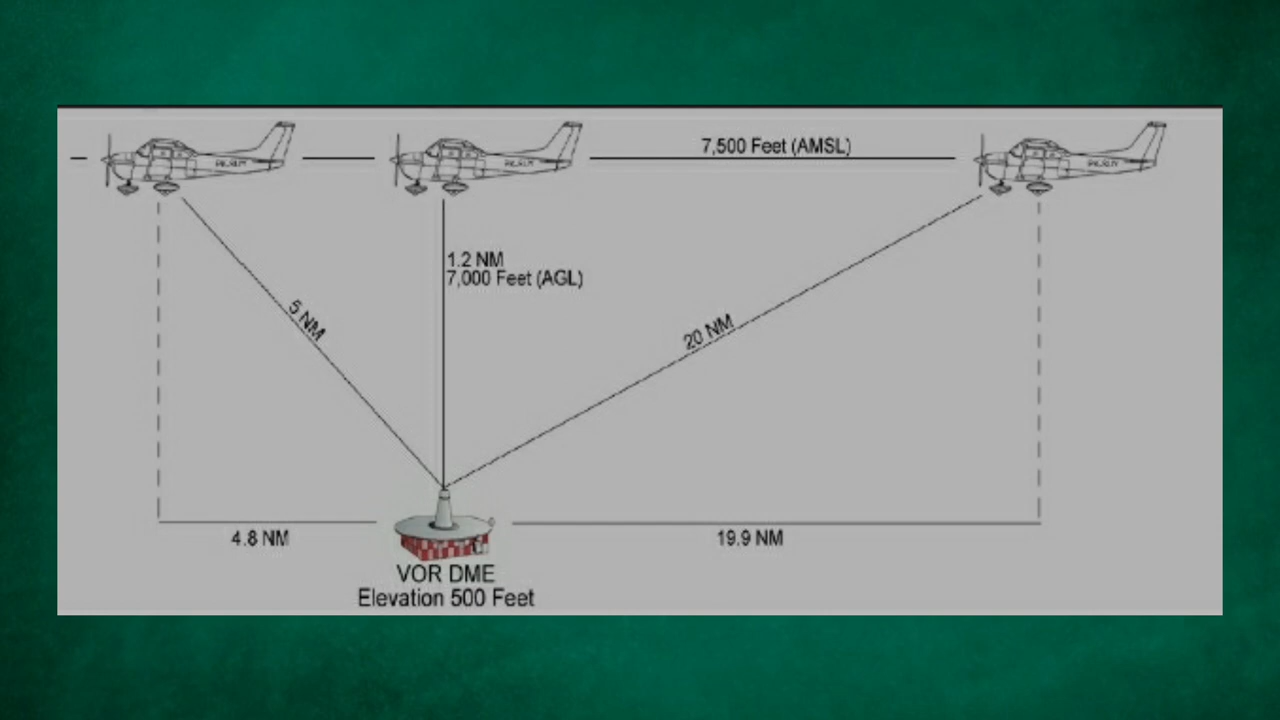 7,500 Feet (AMSL)
1.2 NM
7,000 Feet (AGL)
5 NM
20 NM
4.8 NM
19.9 NM
VOR DME
Elevation 500 Feet